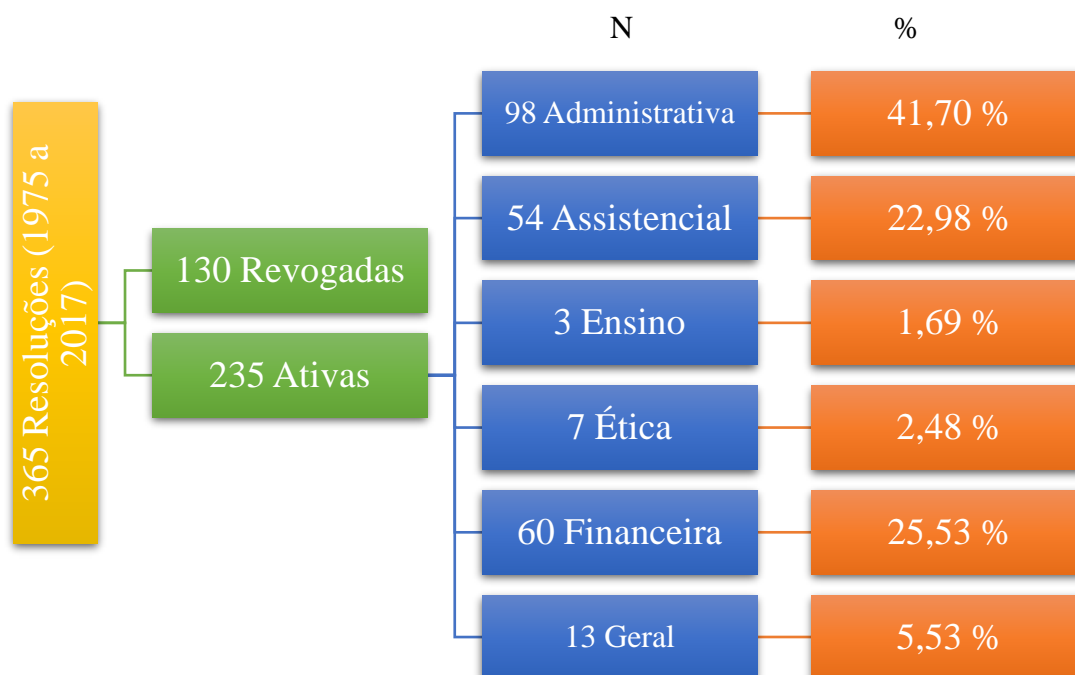 N
%
365 Resoluções (1975 a
2017)
130 Revogadas
235 Ativas
98 Administrativa
41,70 %
54 Assistencial
22,98 %
3 Ensino
1,69 %
7 Ética
2,48 %
60 Financeira
25,53 %
13 Geral
5,53 %